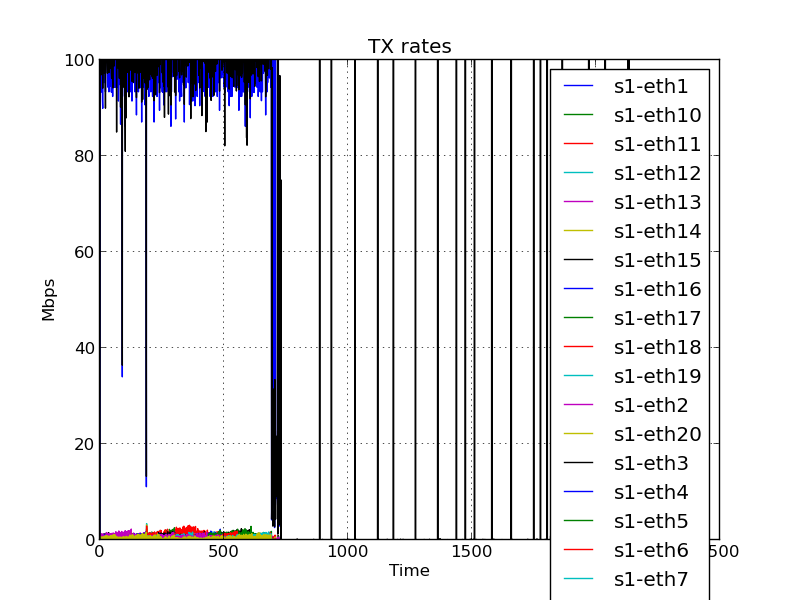 TX rates
100
80
60
40
20
0
Mbps
0
500
1000
1500
500
Time
s1-eth1
s1-eth10
s1-eth11
s1-eth12
s1-eth13
s1-eth14
s1-eth15
s1-eth16
s1-eth17
s1-eth18
s1-eth19
s1-eth2
s1-eth20
s1-eth3
s1-eth4
s1-eth5
s1-eth6
s1-eth7